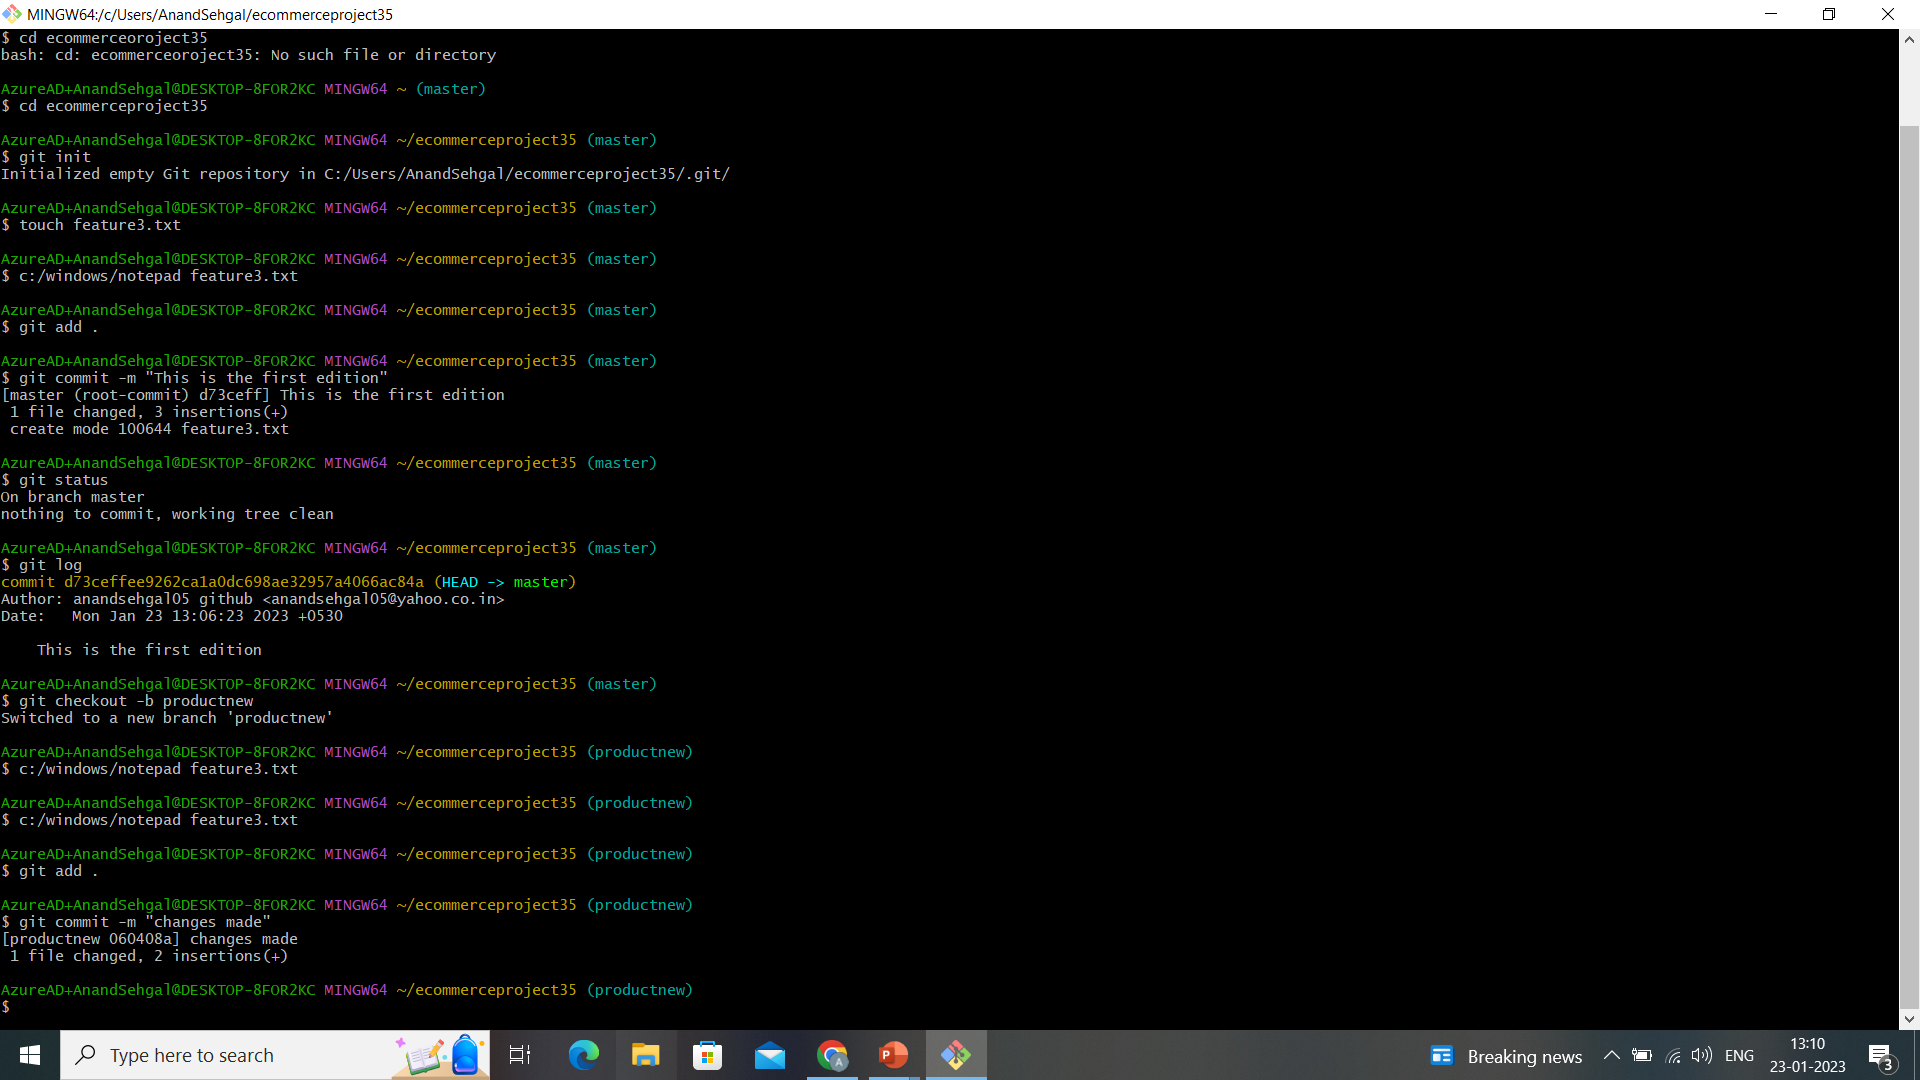 MINGW64:/c/Users/AnandSehgal/ecommerceproject35
$ cd ecommerceoroject35
bash: cd: ecommerceoroject35: No such file or directory
AzureAD+AnandSehgal@DESKTOP-8FOR2KC MINGW64 ~ (master)
$ cd ecommerceproject35
AzureAD+AnandSehgal@DESKTOP-8FOR2KC MINGW64 ~/ecommerceproject35 (master)
$ git init
Initialized empty Git repository in C:/Users/AnandSehgal/ecommerceproject35/.git/
AzureAD+AnandSehgal@DESKTOP-8FOR2KC MINGW64 ~/ecommerceproject35 (master)
$ touch feature3.txt
AzureAD+AnandSehgal@DESKTOP-8FOR2KC MINGW64 ~/ecommerceproject35 (master)
$ c:/windows/notepad feature3.txt
AzureAD+AnandSehgal@DESKTOP-8FOR2KC MINGW64 ~/ecommerceproject35 (master)
$ git add .
AzureAD+AnandSehgal@DESKTOP-8FOR2KC MINGW64 ~/ecommerceproject35 (master)
$ git commit -m "This is the first edition"
[master (root-commit) d73ceff] This is the first edition
 1 file changed, 3 insertions(+)
 create mode 100644 feature3.txt
AzureAD+AnandSehgal@DESKTOP-8FOR2KC MINGW64 ~/ecommerceproject35 (master)
$ git status
On branch master
nothing to commit, working tree clean
AzureAD+AnandSehgal@DESKTOP-8FOR2KC MINGW64 ~/ecommerceproject35 (master)
$ git log
commit d73ceffee9262ca1a0dc698ae32957a4066ac84a (HEAD -> master)
Author: anandsehgal05 github <anandsehgal05@yahoo.co.in>
Date:   Mon Jan 23 13:06:23 2023 +0530
    This is the first edition
AzureAD+AnandSehgal@DESKTOP-8FOR2KC MINGW64 ~/ecommerceproject35 (master)
$ git checkout -b productnew
Switched to a new branch 'productnew'
AzureAD+AnandSehgal@DESKTOP-8FOR2KC MINGW64 ~/ecommerceproject35 (productnew)
$ c:/windows/notepad feature3.txt
AzureAD+AnandSehgal@DESKTOP-8FOR2KC MINGW64 ~/ecommerceproject35 (productnew)
$ c:/windows/notepad feature3.txt
AzureAD+AnandSehgal@DESKTOP-8FOR2KC MINGW64 ~/ecommerceproject35 (productnew)
$ git add .
AzureAD+AnandSehgal@DESKTOP-8FOR2KC MINGW64 ~/ecommerceproject35 (productnew)
$ git commit -m "changes made"
[productnew 060408a] changes made
 1 file changed, 2 insertions(+)
AzureAD+AnandSehgal@DESKTOP-8FOR2KC MINGW64 ~/ecommerceproject35 (productnew)
$
Type here to search
A
P
Breaking news
ENG
13:10
23-01-2023
3